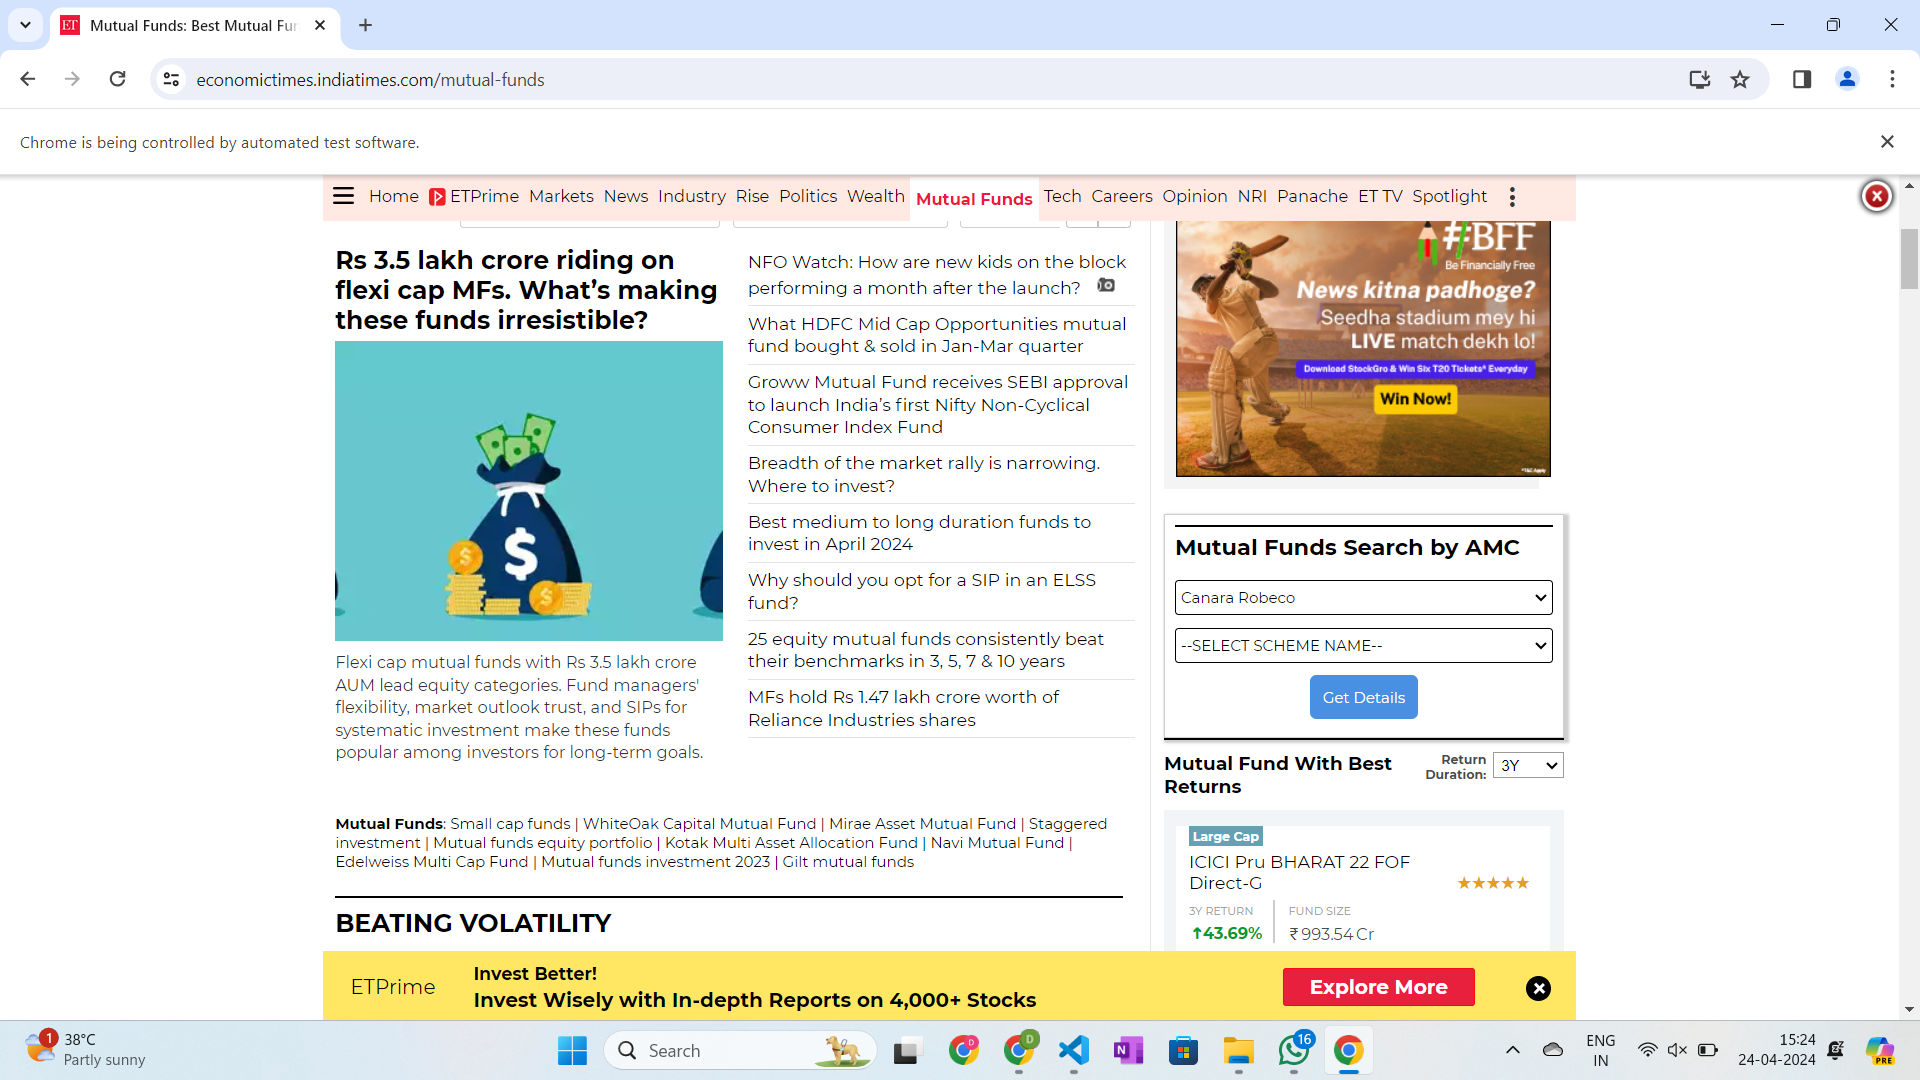 ET
Mutual Funds: Best Mutual Fun
economictimes.indiatimes.com/mutual-funds
Chrome is being controlled by automated test software.
Home ETPrime Markets News Industry Rise Politics Wealth Mutual Funds Tech Careers Opinion NRI Panache ET TV Spotlight
Rs 3.5 lakh crore riding on
flexi cap MFs. What’s making
these funds irresistible?
Flexi cap mutual funds with Rs 3.5 lakh crore
AUM lead equity categories. Fund managers'
flexibility, market outlook trust, and SIPs for
systematic investment make these funds
popular among investors for long-term goals.
NFO Watch: How are new kids on the block
performing a month after the launch?
What HDFC Mid Cap Opportunities mutual
fund bought & sold in Jan-Mar quarter
Groww Mutual Fund receives SEBI approval
to launch India’s first Nifty Non-Cyclical
Consumer Index Fund
Breadth of the market rally is narrowing.
Where to invest?
Best medium to long duration funds to
invest in April 2024
Why should you opt for a SIP in an ELSS
fund?
25 equity mutual funds consistently beat
their benchmarks in 3, 5, 7 & 10 years
MFs hold Rs 1.47 lakh crore worth of
Reliance Industries shares
Mutual Funds: Small cap funds | WhiteOak Capital Mutual Fund | Mirae Asset Mutual Fund | Staggered
investment | Mutual funds equity portfolio | Kotak Multi Asset Allocation Fund | Navi Mutual Fund |
Edelweiss Multi Cap Fund | Mutual funds investment 2023 | Gilt mutual funds
BEATING VOLATILITY
#BFF
Be Financially Free
News kitna padhoge?
Seedha stadium mey hi
LIVE match dekh lo!
Download StockGro & Win Six T20 Tickets* Everyday
Win Now!
*T&C Apply
Mutual Funds Search by AMC
Canara Robeco
--SELECT SCHEME NAME--
Get Details
Mutual Fund With Best
Returns
Return
Duration:
3Y
Large Cap
ICICI Pru BHARAT 22 FOF
Direct-G
3Y RETURN
FUND SIZE
43.69%
₹ 993.54 Cr
ETPrime
Invest Better!
Invest Wisely with In-depth Reports on 4,000+ Stocks
Explore More
1
38°C
Partly sunny
Search
D
D
N
16
ENG
IN
15:24
24-04-2024
PRE